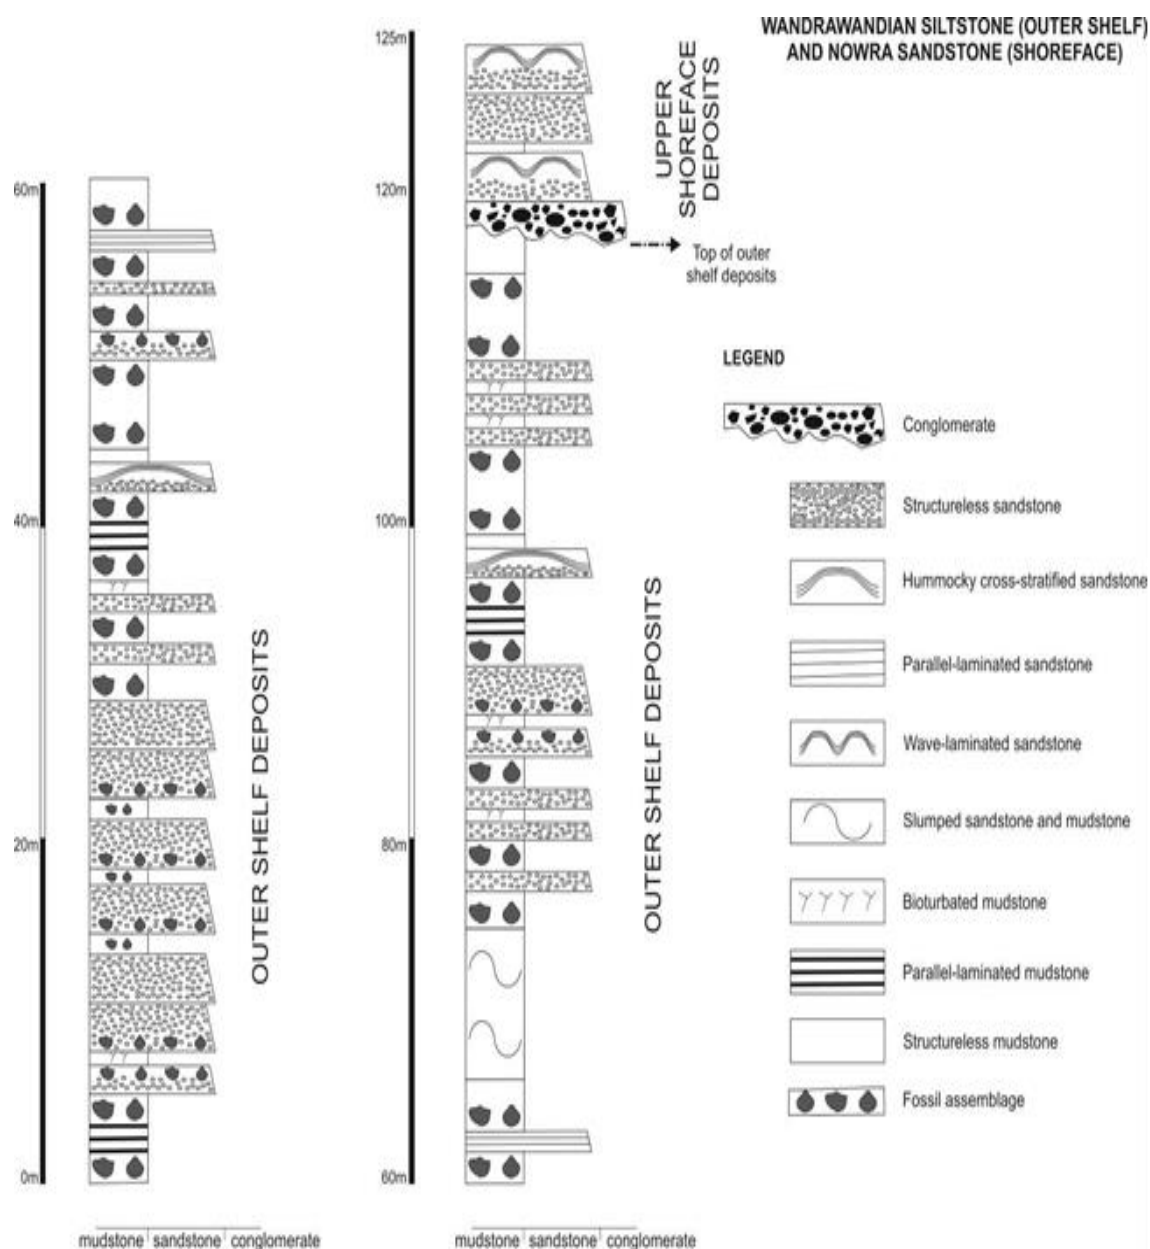 WANDRAWANDIAN SILTSTONE (OUTER SHELF)
AND NOWRA SANDSTONE (SHOREFACE)
60m
40m
20m
0m
OUTER SHELF DEPOSITS
mudstone sandstone conglomerate
125m
120m
100m
80m
60m
UPPER
SHOREFACE
DEPOSITS
Top of outer
shelf deposits
OUTER SHELF DEPOSITS
mudstone sandstone conglomerate
LEGEND
Conglomerate
Structureless sandstone
Hummocky cross-stratified sandstone
Parallel-laminated sandstone
Wave-laminated sandstone
Slumped sandstone and mudstone
Bioturbated mudstone
Parallel-laminated mudstone
Structureless mudstone
Fossil assemblage